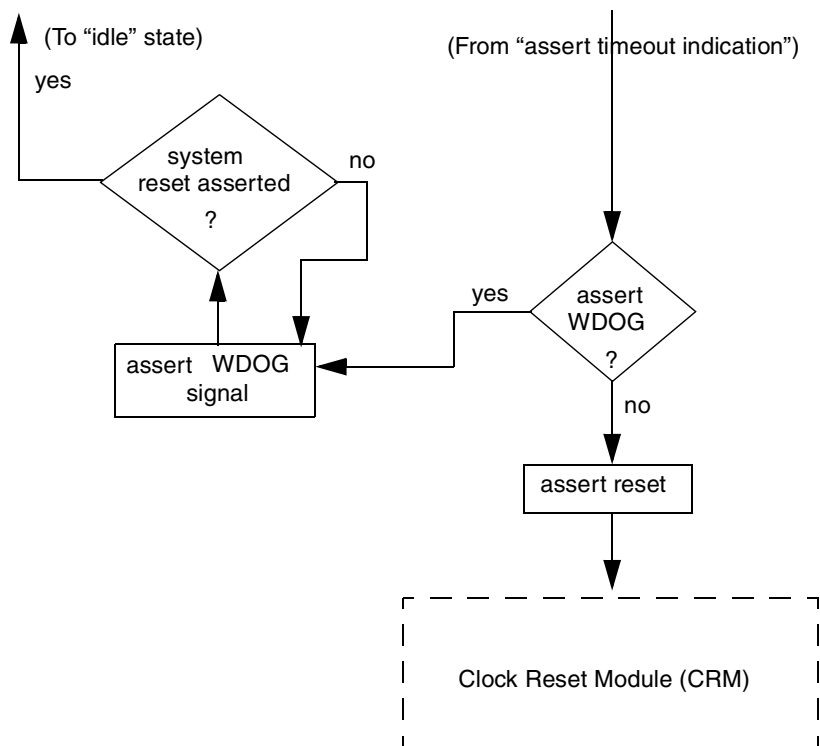 (To “idle” state)
(From “assert timeout indication”)
yes
system
reset asserted
?
no
yes
assert
WDOG
?
assert WDOG
signal
no
assert reset
Clock Reset Module (CRM)